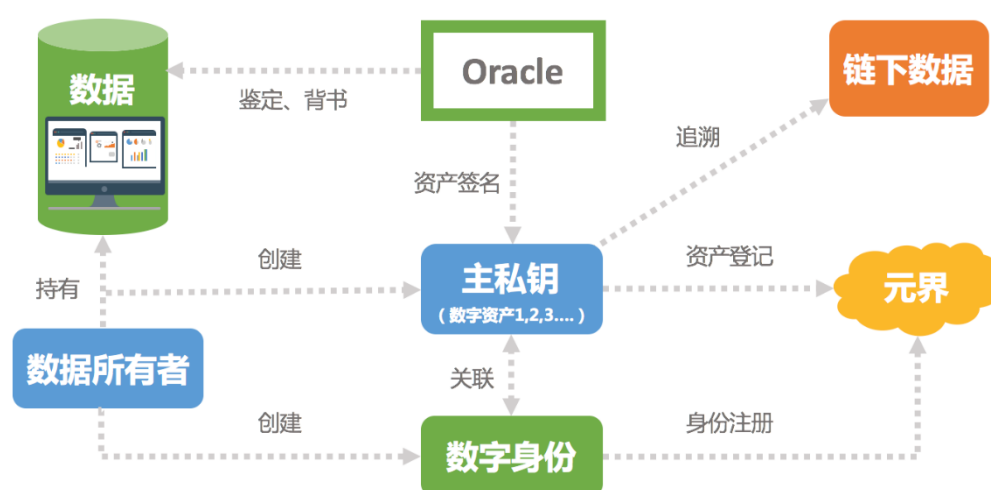 Oracle
链下数据
数据
鉴定、背书
追溯
资产签名
创建
主私钥
（数字资产1,2,3....）
资产登记
元界
持有
数据所有者
关联
创建
数字身份
身份注册